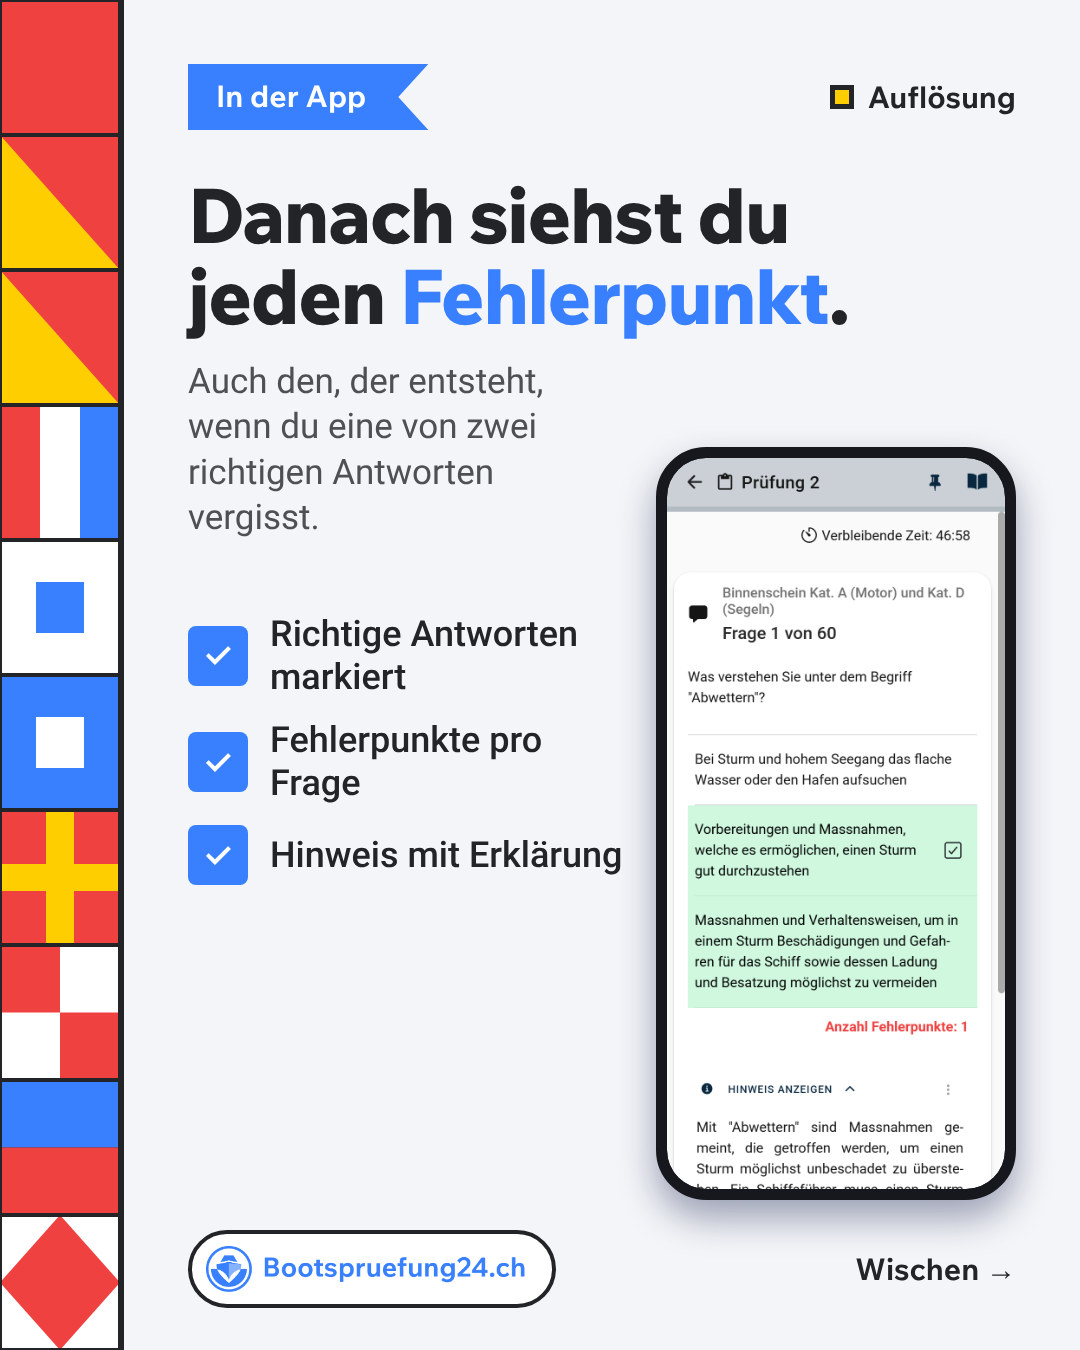 In der App
Auflösung
Danach siehst du
jeden Fehlerpunkt.
Auch den, der entsteht,
wenn du eine von zwei
richtigen Antworten
vergisst.
Richtige Antworten
markiert
Fehlerpunkte pro
Frage
Hinweis mit Erklärung
Prüfung 2
Verbleibende Zeit: 46:58
Binnenschein Kat. A (Motor) und Kat. D
(Segeln)
Frage 1 von 60
Was verstehen Sie unter dem Begriff
"Abwettern"?
Bei Sturm und hohem Seegang das flache
Wasser oder den Hafen aufsuchen
Vorbereitungen und Massnahmen,
welche es ermöglichen, einen Sturm
gut durchzustehen
Massnahmen und Verhaltensweisen, um in
einem Sturm Beschädigungen und Gefah-
ren für das Schiff sowie dessen Ladung
und Besatzung möglichst zu vermeiden
Anzahl Fehlerpunkte: 1
HINWEIS ANZEIGEN
Mit "Abwettern" sind Massnahmen ge-
meint, die getroffen werden, um einen
Sturm möglichst unbeschadet zu überste-
hen. Ein Schiffsführer muss einen Sturm
Bootspruefung24.ch
Wischen →